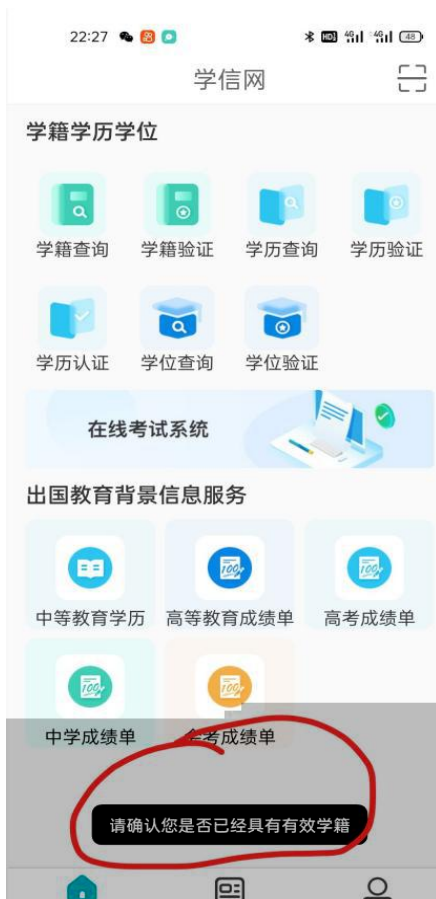 22:27 HD 4G 4G 48
学信网
学籍学历学位
学籍查询 学籍验证 学历查询 学历验证
学历认证 学位查询 学位验证
在线考试系统
出国教育背景信息服务
中等教育学历 高等教育成绩单 高考成绩单
中学成绩单 会考成绩单
请确认您是否已经具有有效学籍